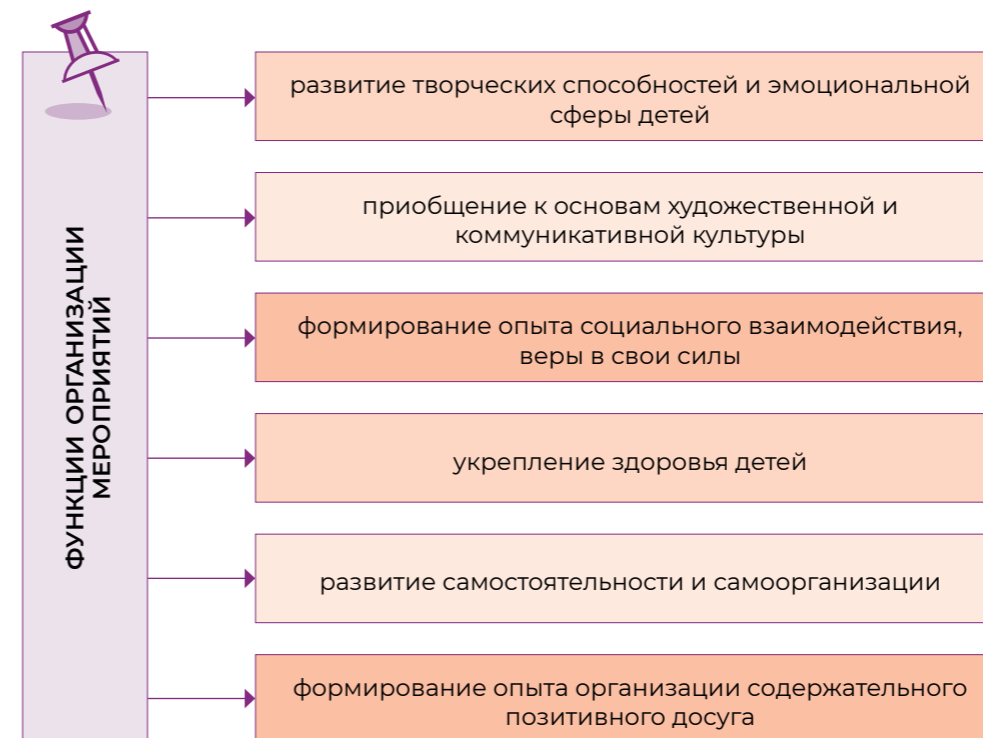 ФУНКЦИИ ОРГАНИЗАЦИИ
МЕРОПРИЯТИЙ
развитие творческих способностей и эмоциональной
сферы детей
приобщение к основам художественной и
коммуникативной культуры
формирование опыта социального взаимодействия,
веры в свои силы
укрепление здоровья детей
развитие самостоятельности и самоорганизации
формирование опыта организации содержательного
позитивного досуга